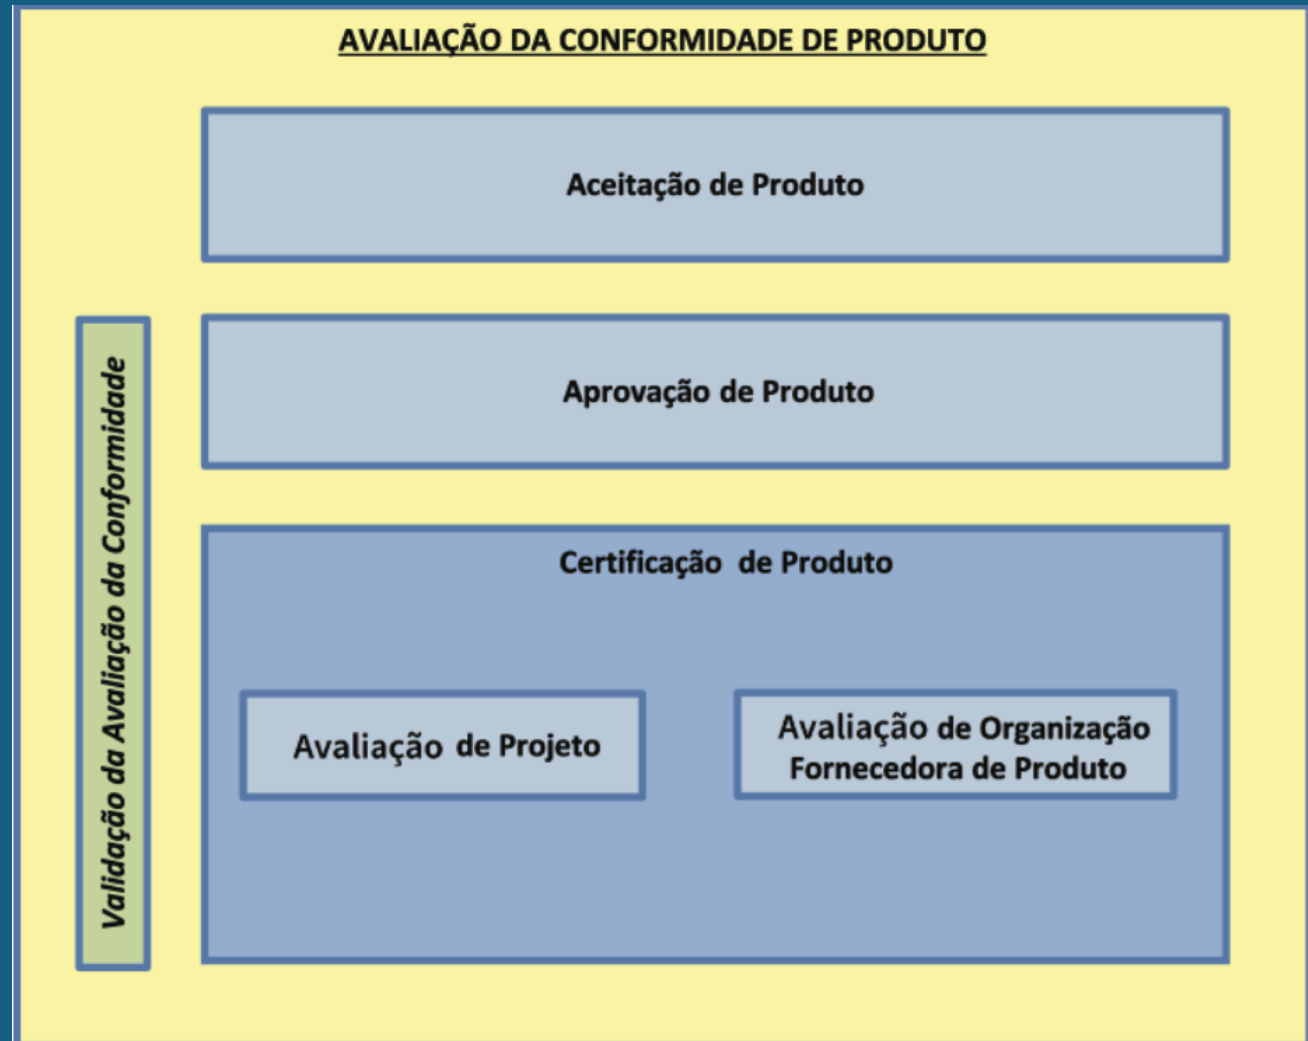 AVALIAÇÃO DA CONFORMIDADE DE PRODUTO
Aceitação de Produto
Validação da Avaliação da Conformidade
Aprovação de Produto
Certificação de Produto
Avaliação de Projeto
Avaliação de Organização
Fornecedora de Produto